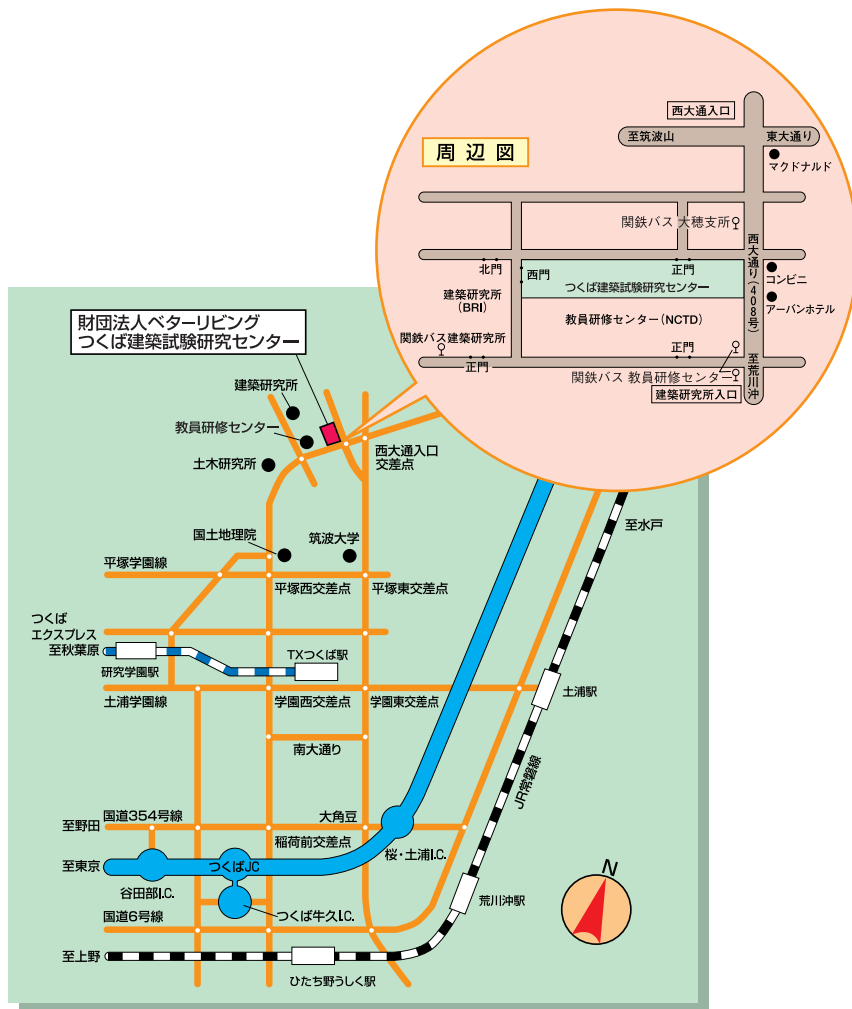 周辺図
西大通入口
至筑波山
東大通り
マクドナルド
関鉄バス 大穂支所
西大通り(408号)
至荒川沖
北門
西門
正門
コンビニ
つくば建築試験研究センター
アーバンホテル
建築研究所
(BRI)
教員研修センター(NCTD)
関鉄バス建築研究所
正門
正門
関鉄バス 教員研修センター
建築研究所入口
財団法人ベターリビング
つくば建築試験研究センター
建築研究所
教員研修センター
土木研究所
西大通入口
交差点
国土地理院
筑波大学
至水戸
平塚学園線
平塚西交差点
平塚東交差点
つくば
エクスプレス
至秋葉原
研究学園駅
TXつくば駅
土浦学園線
学園西交差点
学園東交差点
土浦駅
南大通り
JR常磐線
国道354号線
大角豆
至野田
稲荷前交差点
桜・土浦I.C.
至東京
つくばJC
谷田部I.C.
つくば牛久I.C.
荒川沖駅
国道6号線
至上野
ひたち野うしく駅
N